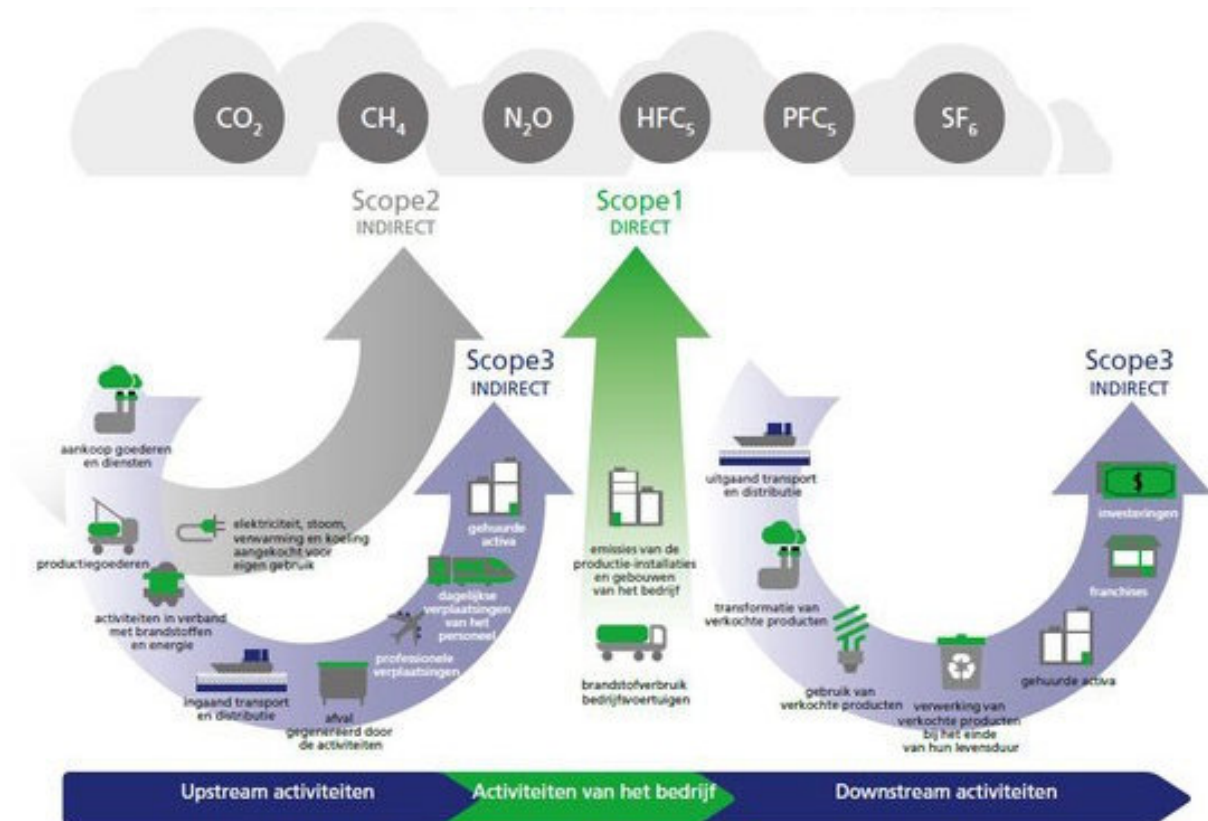 CO₂
CH₄
N₂O
HFC₅
PFC₅
SF₆
Scope2
INDIRECT
Scope1
DIRECT
Scope3
INDIRECT
Scope3
INDIRECT
aankoop goederen
en diensten
productiegoederen
elektriciteit, stoom,
verwarming en koeling
aangekocht voor
eigen gebruik
activiteiten in verband
met brandstoffen
en energie
ingaand transport
en distributie
afval
gegenereerd door
de activiteiten
professionele
verplaatsingen
dagelijkse
verplaatsingen
van het
personeel
gehuurde
activa
emissies van de
productie-installaties
en gebouwen
van het bedrijf
brandstofverbruik
bedrijfsvoertuigen
uitgaand transport
en distributie
transformatie van
verkochte producten
gebruik van
verkochte producten
verwerking van
verkochte producten
bij het einde
van hun levensduur
gehuurde activa
franchises
$
investeringen
Upstream activiteiten
Activiteiten van het bedrijf
Downstream activiteiten